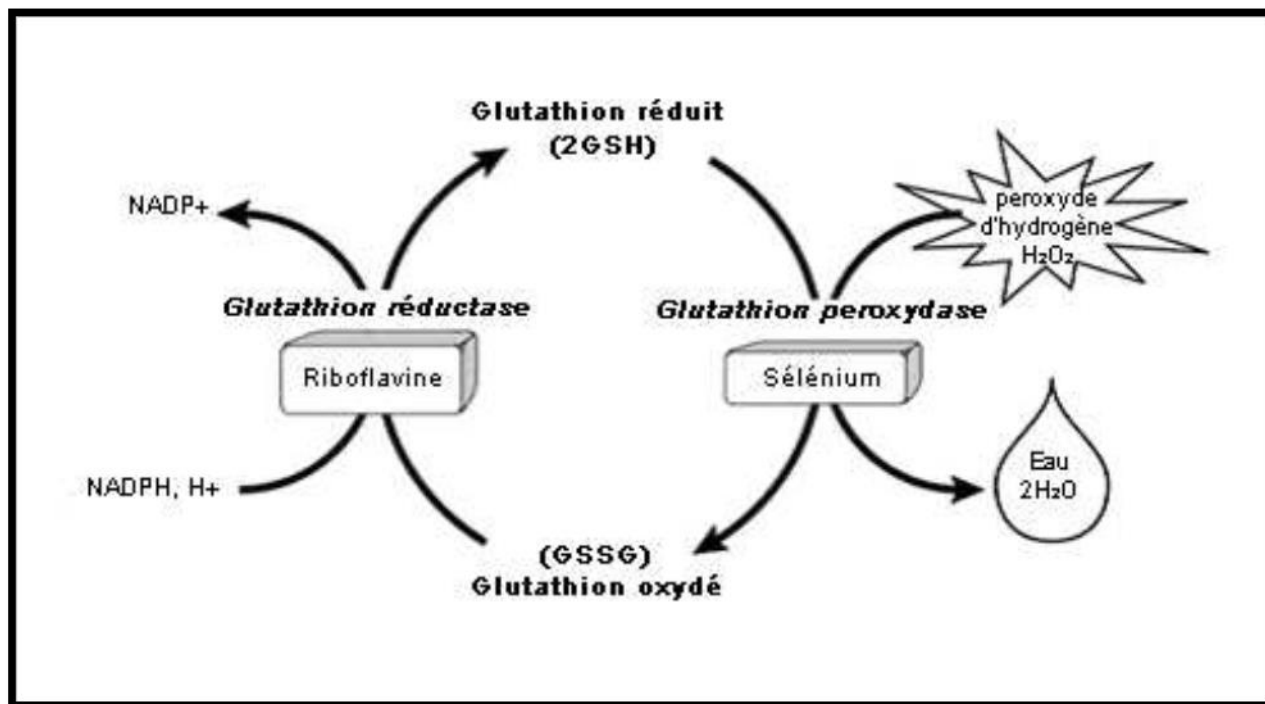 Glutathion réduit
(2GSH)
NADP+
peroxyde
d'hydrogène
H₂O₂
Glutathion réductase
Glutathion peroxydase
Riboflavine
Sélénium
NADPH, H+
Eau
2H₂O
(GSSG)
Glutathion oxydé